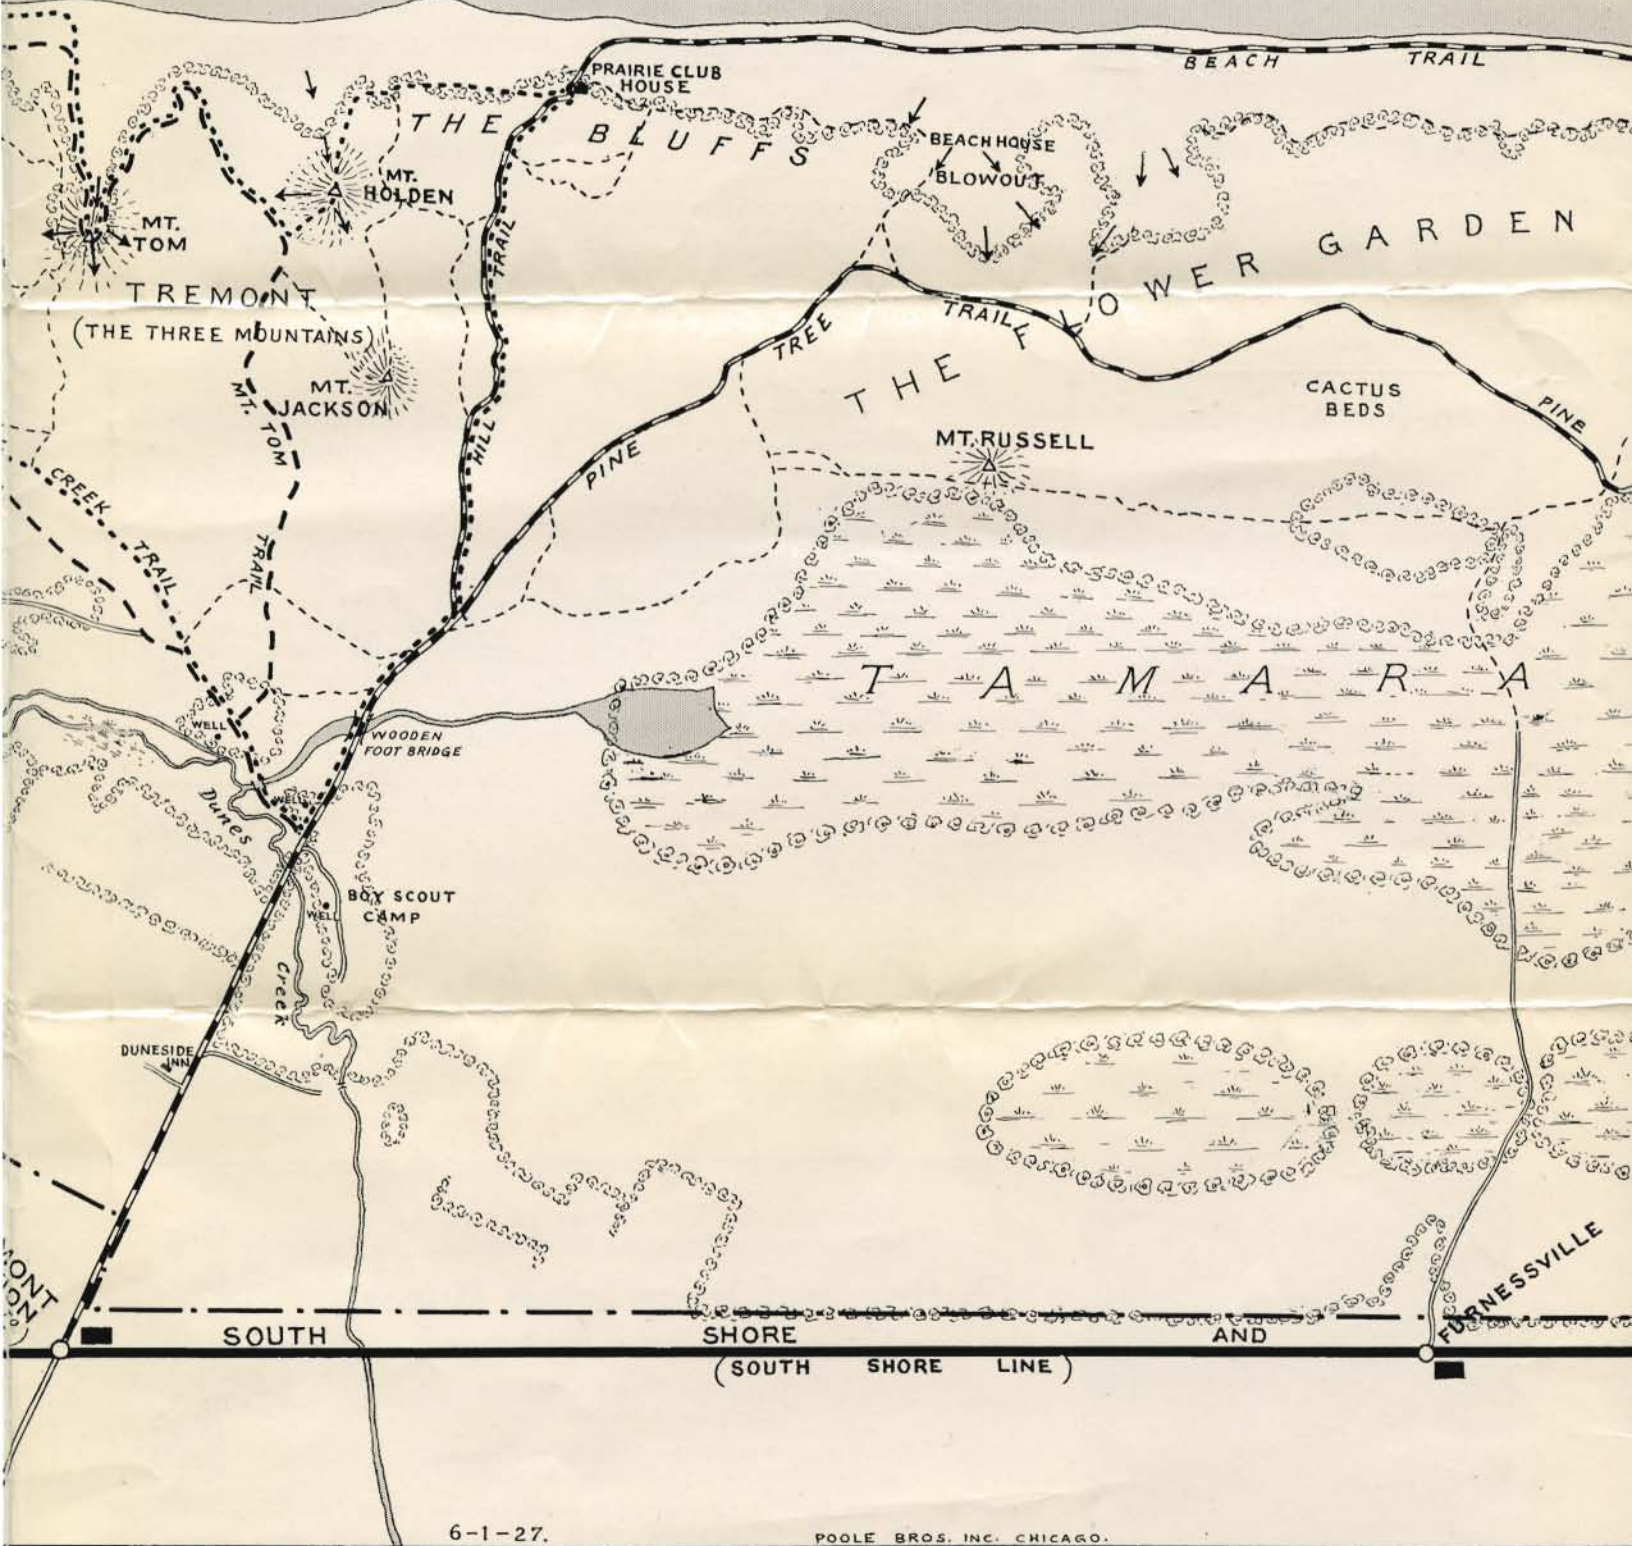 BEACH TRAIL
PRAIRIE CLUB
HOUSE
THE BLUFFS
BEACH HOUSE
BLOWOUT
MT.
HOLDEN
MT.
TOM
TREMONT
(THE THREE MOUNTAINS)
MT.
JACKSON
MT. TOM TRAIL
HILL TRAIL
CREEK TRAIL
PINE TREE TRAIL
THE FLOWER GARDEN
CACTUS
BEDS
PINE
MT. RUSSELL
TAMARA
WELL
WOODEN
FOOT BRIDGE
WELL
Dunes Creek
BOY SCOUT
CAMP
WELL
DUNESIDE
INN
MONT
ION
FURNESSVILLE
SOUTH SHORE AND
(SOUTH SHORE LINE)
6-1-27.
POOLE BROS. INC. CHICAGO.